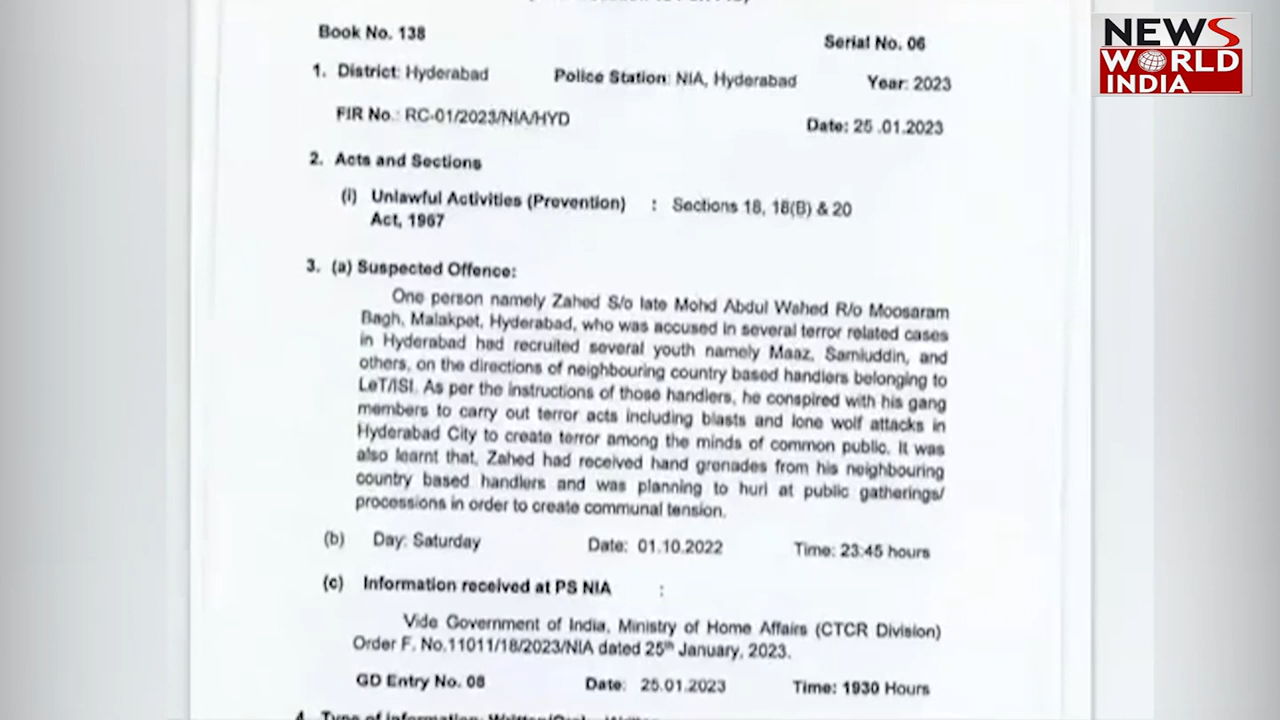 Book No. 138
Serial No. 06
NEWS
WORLD
INDIA
1. District: Hyderabad Police Station: NIA, Hyderabad Year: 2023
FIR No.: RC-01/2023/NIA/HYD Date: 25 .01.2023
2. Acts and Sections
(i) Unlawful Activities (Prevention) : Sections 18, 18(B) & 20
Act, 1967
3. (a) Suspected Offence:
One person namely Zahed S/o late Mohd Abdul Wahed R/o Moosaram
Bagh, Malakpet, Hyderabad, who was accused in several terror related cases
in Hyderabad had recruited several youth namely Maaz, Samiuddin, and
others, on the directions of neighbouring country based handlers belonging to
LeT/ISI. As per the instructions of those handlers, he conspired with his gang
members to carry out terror acts including blasts and lone wolf attacks in
Hyderabad City to create terror among the minds of common public. It was
also learnt that, Zahed had received hand grenades from his neighbouring
country based handlers and was planning to hurl at public gatherings/
processions in order to create communal tension.
(b) Day: Saturday Date: 01.10.2022 Time: 23:45 hours
(c) Information received at PS NIA :
Vide Government of India, Ministry of Home Affairs (CTCR Division)
Order F. No.11011/18/2023/NIA dated 25th January, 2023.
GD Entry No. 08 Date: 25.01.2023 Time: 1930 Hours
4. Type of information: